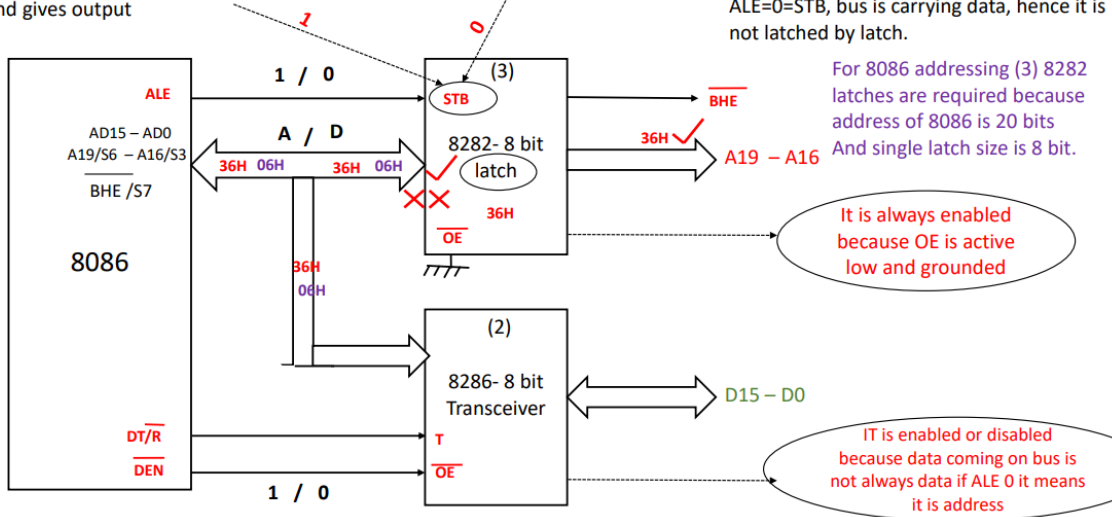 nd gives output
1
0
ALE=0=STB, bus is carrying data, hence it is
not latched by latch.
1 / 0
(3)
ALE
STB
BHE
For 8086 addressing (3) 8282
latches are required because
address of 8086 is 20 bits
And single latch size is 8 bit.
AD15 – AD0
A19/S6 – A16/S3
BHE /S7
A / D
36H 06H 36H 06H
8282- 8 bit
latch
36H
36H
A19 – A16
OE
It is always enabled
because OE is active
low and grounded
8086
36H
06H
(2)
8286- 8 bit
Transceiver
D15 – D0
DT/R
T
DEN
OE
1 / 0
IT is enabled or disabled
because data coming on bus is
not always data if ALE 0 it means
it is address